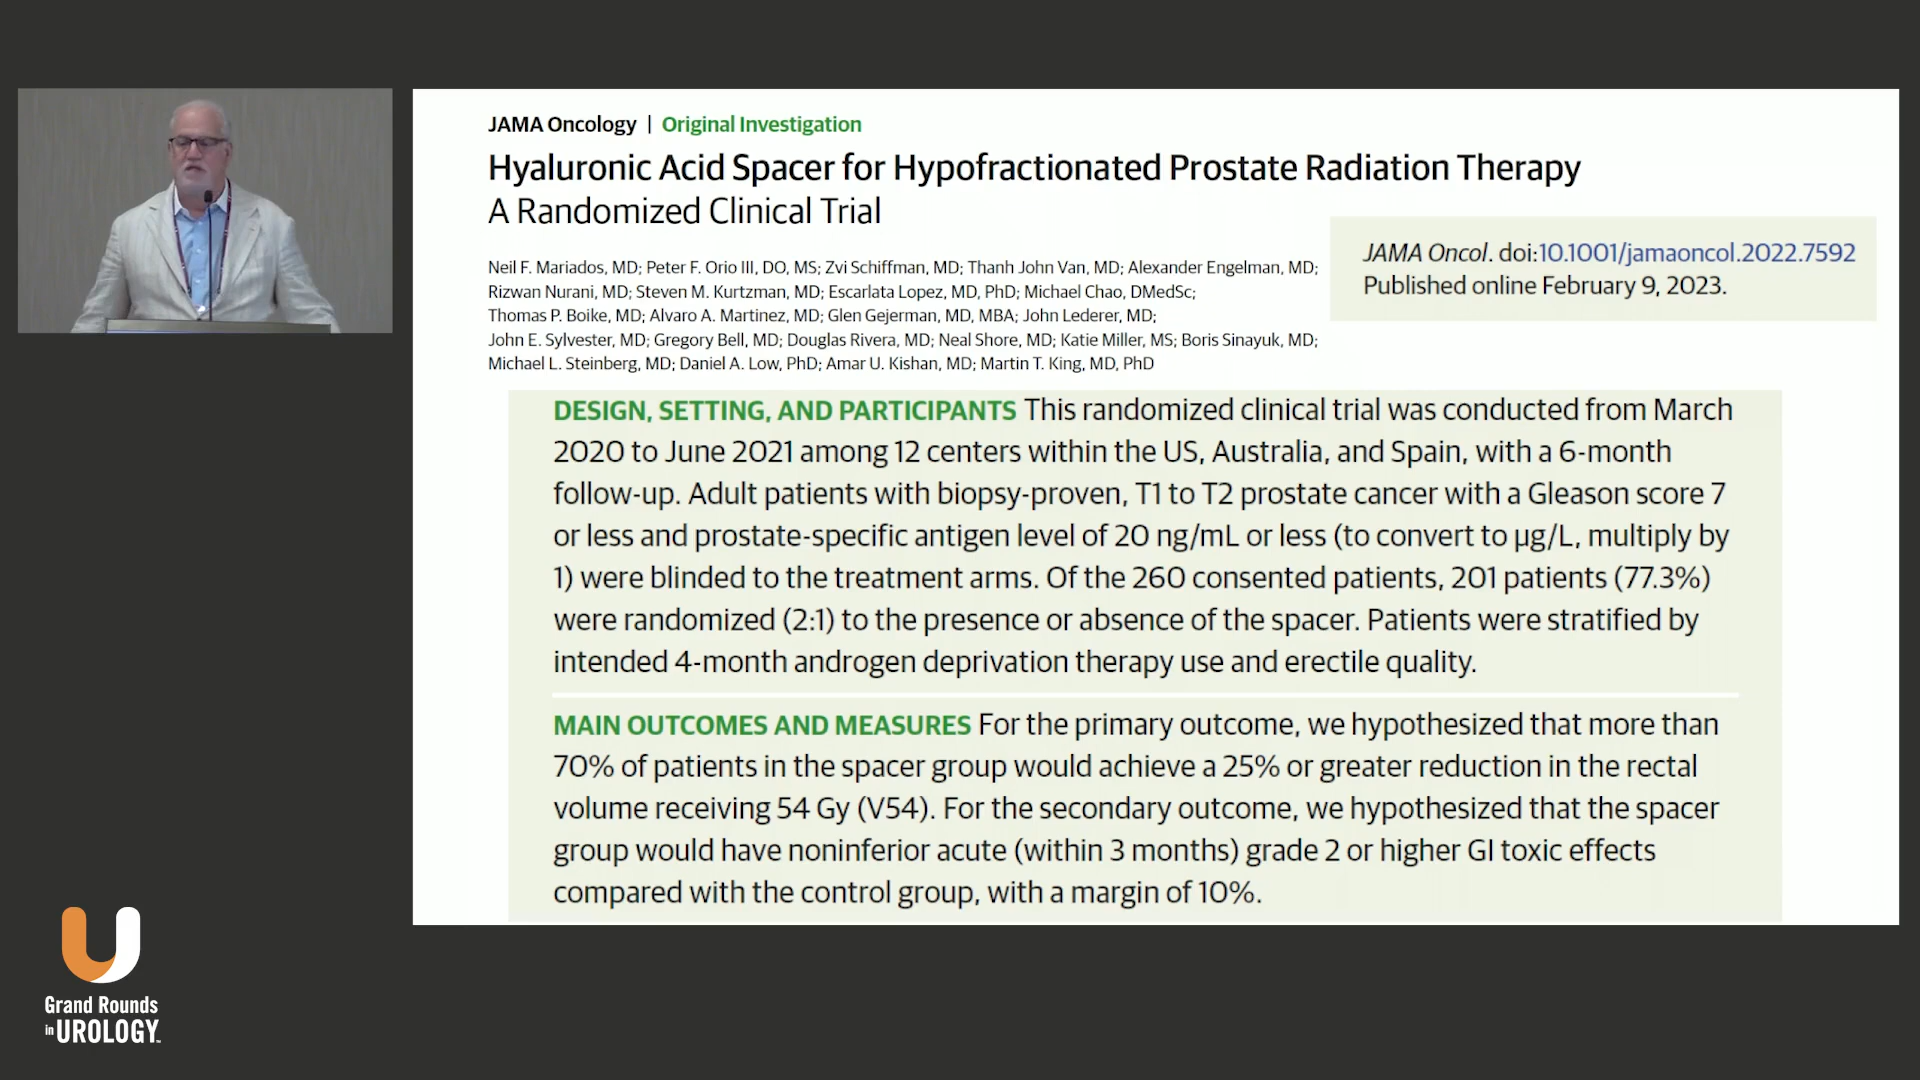 JAMA Oncology | Original Investigation
Hyaluronic Acid Spacer for Hypofractionated Prostate Radiation Therapy
A Randomized Clinical Trial
JAMA Oncol. doi:10.1001/jamaoncol.2022.7592
Published online February 9, 2023.
Neil F. Mariados, MD; Peter F. Orio III, DO, MS; Zvi Schiffman, MD; Thanh John Van, MD; Alexander Engelman, MD;
Rizwan Nurani, MD; Steven M. Kurtzman, MD; Escarlata Lopez, MD, PhD; Michael Chao, DMedSc;
Thomas P. Boike, MD; Alvaro A. Martinez, MD; Glen Gejerman, MD, MBA; John Lederer, MD;
John E. Sylvester, MD; Gregory Bell, MD; Douglas Rivera, MD; Neal Shore, MD; Katie Miller, MS; Boris Sinayuk, MD;
Michael L. Steinberg, MD; Daniel A. Low, PhD; Amar U. Kishan, MD; Martin T. King, MD, PhD
DESIGN, SETTING, AND PARTICIPANTS This randomized clinical trial was conducted from March
2020 to June 2021 among 12 centers within the US, Australia, and Spain, with a 6-month
follow-up. Adult patients with biopsy-proven, T1 to T2 prostate cancer with a Gleason score 7
or less and prostate-specific antigen level of 20 ng/mL or less (to convert to μg/L, multiply by
1) were blinded to the treatment arms. Of the 260 consented patients, 201 patients (77.3%)
were randomized (2:1) to the presence or absence of the spacer. Patients were stratified by
intended 4-month androgen deprivation therapy use and erectile quality.
MAIN OUTCOMES AND MEASURES For the primary outcome, we hypothesized that more than
70% of patients in the spacer group would achieve a 25% or greater reduction in the rectal
volume receiving 54 Gy (V54). For the secondary outcome, we hypothesized that the spacer
group would have noninferior acute (within 3 months) grade 2 or higher GI toxic effects
compared with the control group, with a margin of 10%.
Grand Rounds
in UROLOGY™